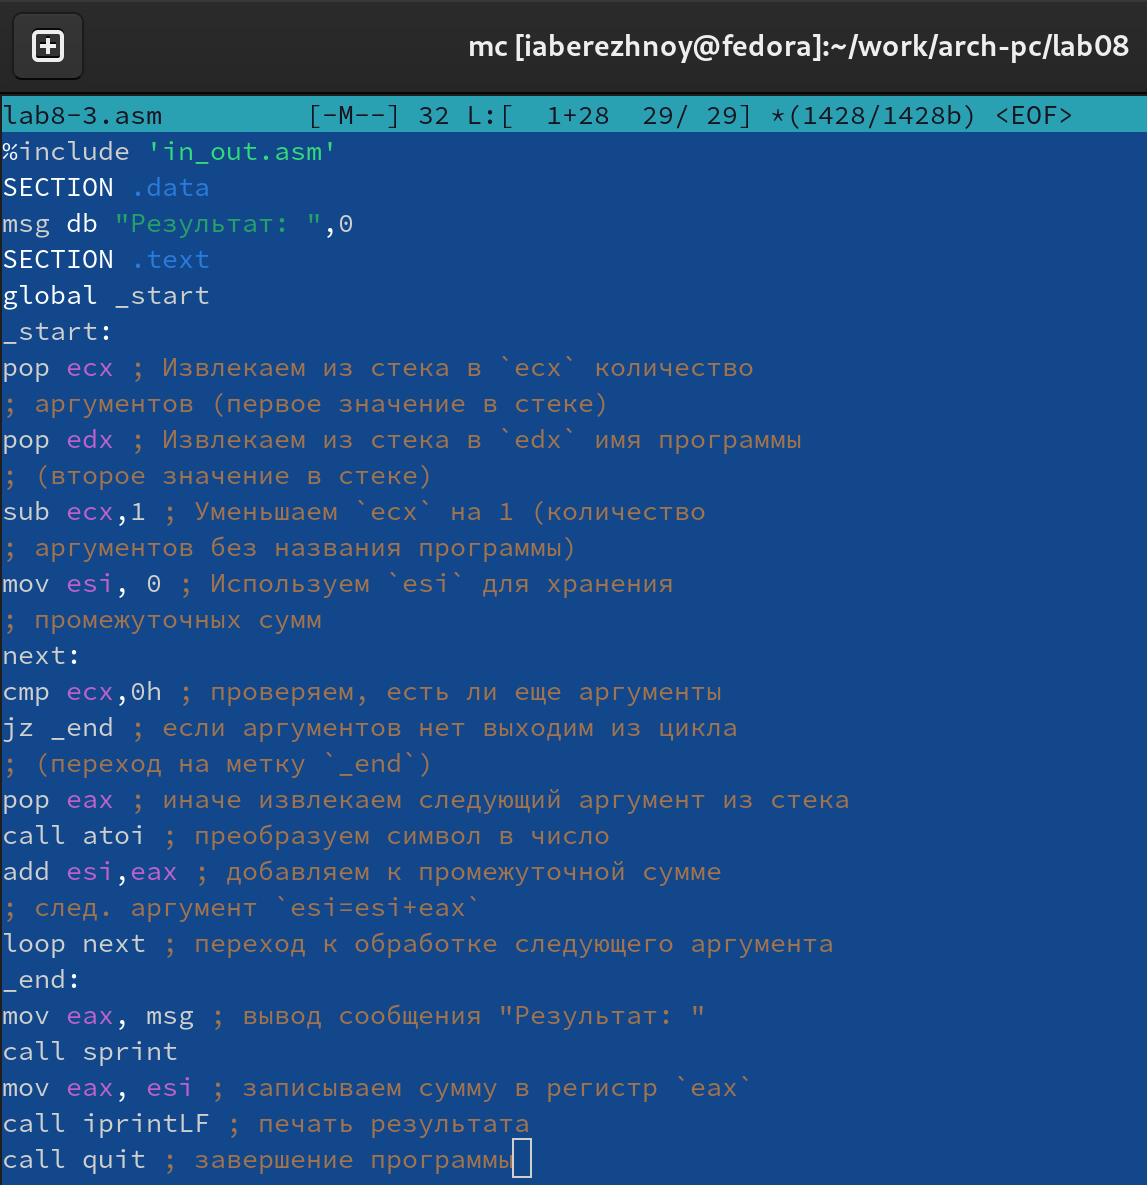 mc [iaberezhnoy@fedora]:~/work/arch-pc/lab08
lab8-3.asm [-M--] 32 L:[ 1+28 29/ 29] *(1428/1428b) <EOF>
%include 'in_out.asm'
SECTION .data
msg db "Результат: ",0
SECTION .text
global _start
_start:
pop ecx ; Извлекаем из стека в `ecx` количество
; аргументов (первое значение в стеке)
pop edx ; Извлекаем из стека в `edx` имя программы
; (второе значение в стеке)
sub ecx,1 ; Уменьшаем `ecx` на 1 (количество
; аргументов без названия программы)
mov esi, 0 ; Используем `esi` для хранения
; промежуточных сумм
next:
cmp ecx,0h ; проверяем, есть ли еще аргументы
jz _end ; если аргументов нет выходим из цикла
; (переход на метку `_end`)
pop eax ; иначе извлекаем следующий аргумент из стека
call atoi ; преобразуем символ в число
add esi,eax ; добавляем к промежуточной сумме
; след. аргумент `esi=esi+eax`
loop next ; переход к обработке следующего аргумента
_end:
mov eax, msg ; вывод сообщения "Результат: "
call sprint
mov eax, esi ; записываем сумму в регистр `eax`
call iprintLF ; печать результата
call quit ; завершение программы